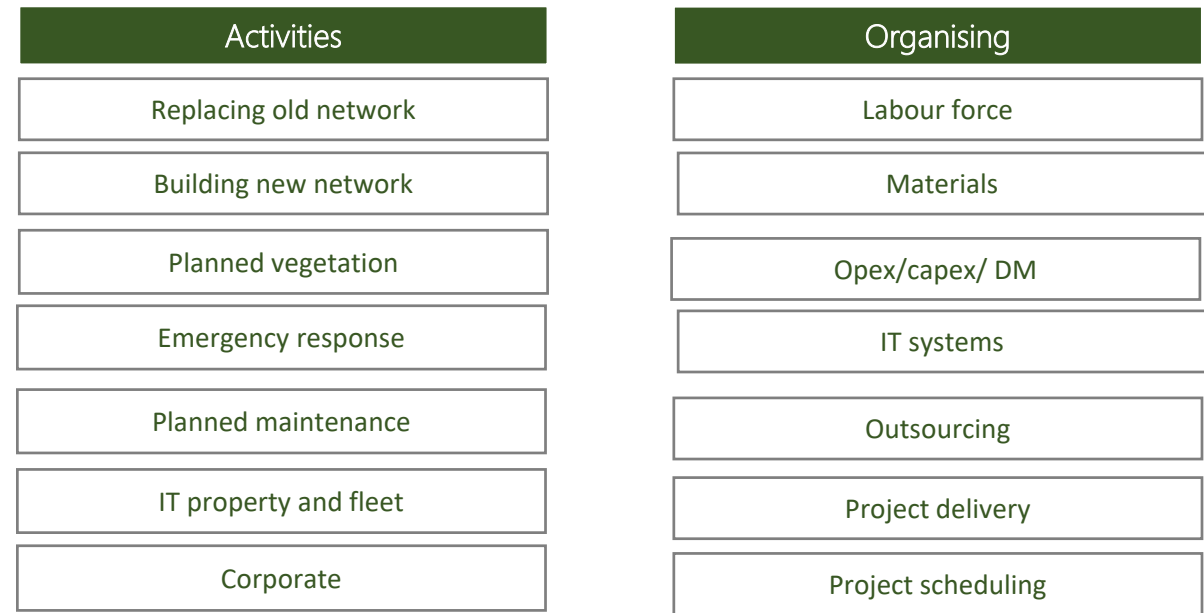 Activities
Replacing old network
Building new network
Planned vegetation
Emergency response
Planned maintenance
IT property and fleet
Corporate
Organising
Labour force
Materials
Opex/capex/ DM
IT systems
Outsourcing
Project delivery
Project scheduling